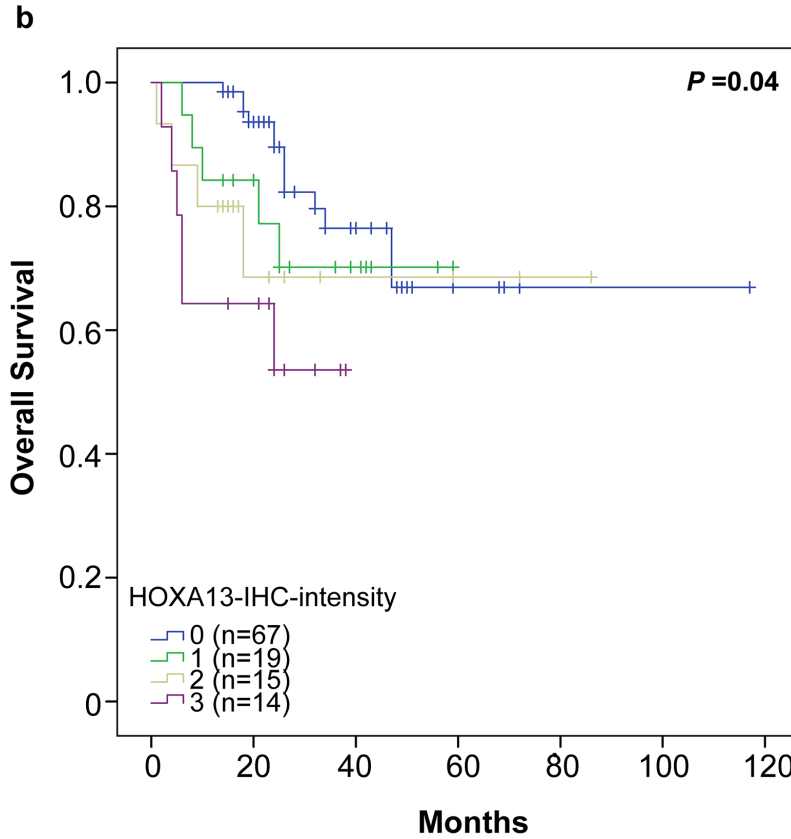 b
P =0.04
1.0
0.8
0.6
0.4
0.2
0
Overall Survival
HOXA13-IHC-intensity
0 (n=67)
1 (n=19)
2 (n=15)
3 (n=14)
0 20 40 60 80 100 120
Months